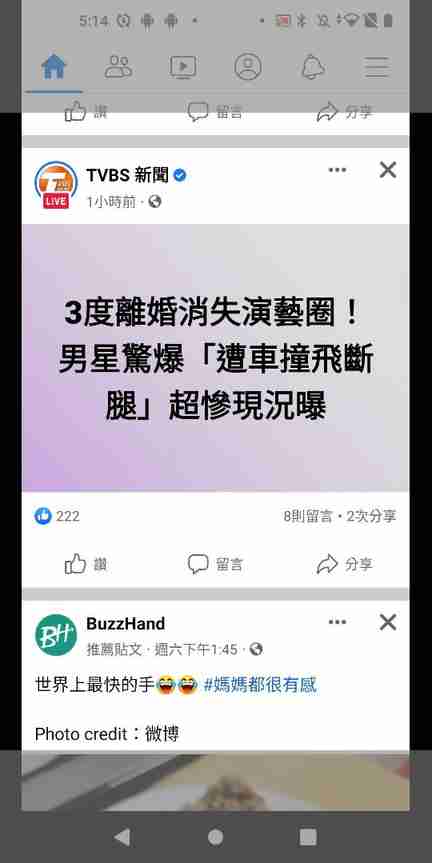 5:14
讚 留言 分享
TVBS 新聞
LIVE
1小時前
3度離婚消失演藝圈！
男星驚爆「遭車撞飛斷
腿」超慘現況曝
222 8則留言・2次分享
讚 留言 分享
BH
BuzzHand
推薦貼文・週六下午1:45・
世界上最快的手😂😂 #媽媽都很有感
Photo credit：微博